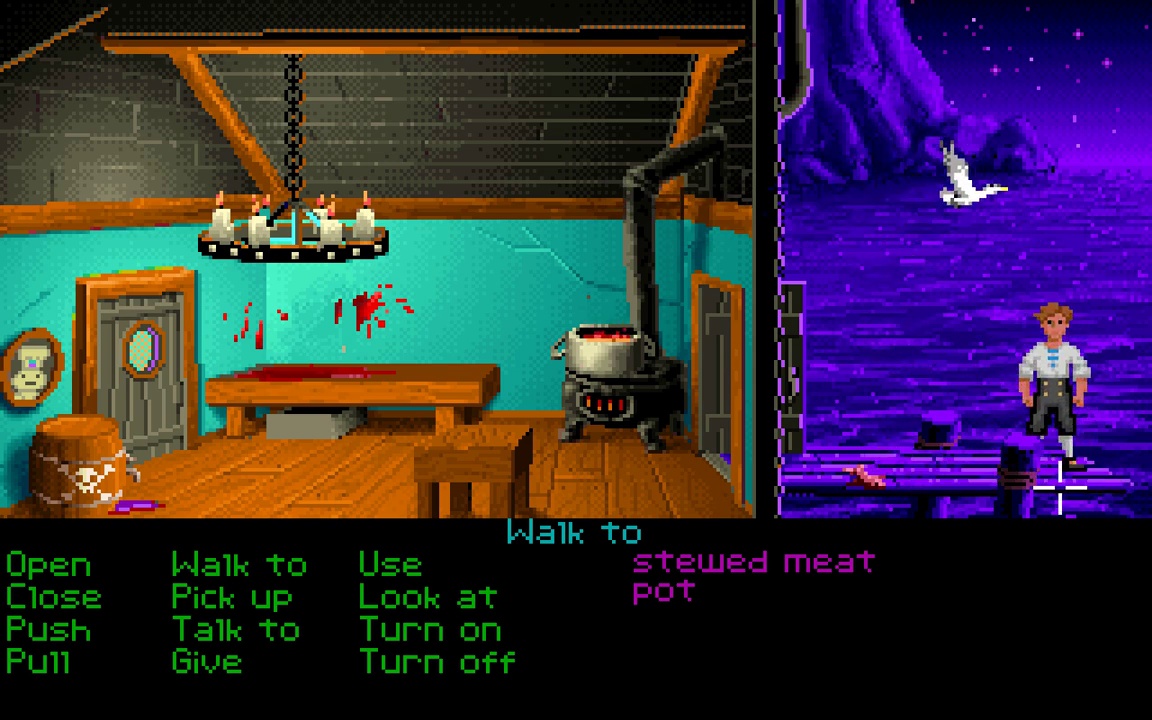 Walk to
Open Walk to Use stewed meat
Close Pick up Look at pot
Push Talk to Turn on
Pull Give Turn off